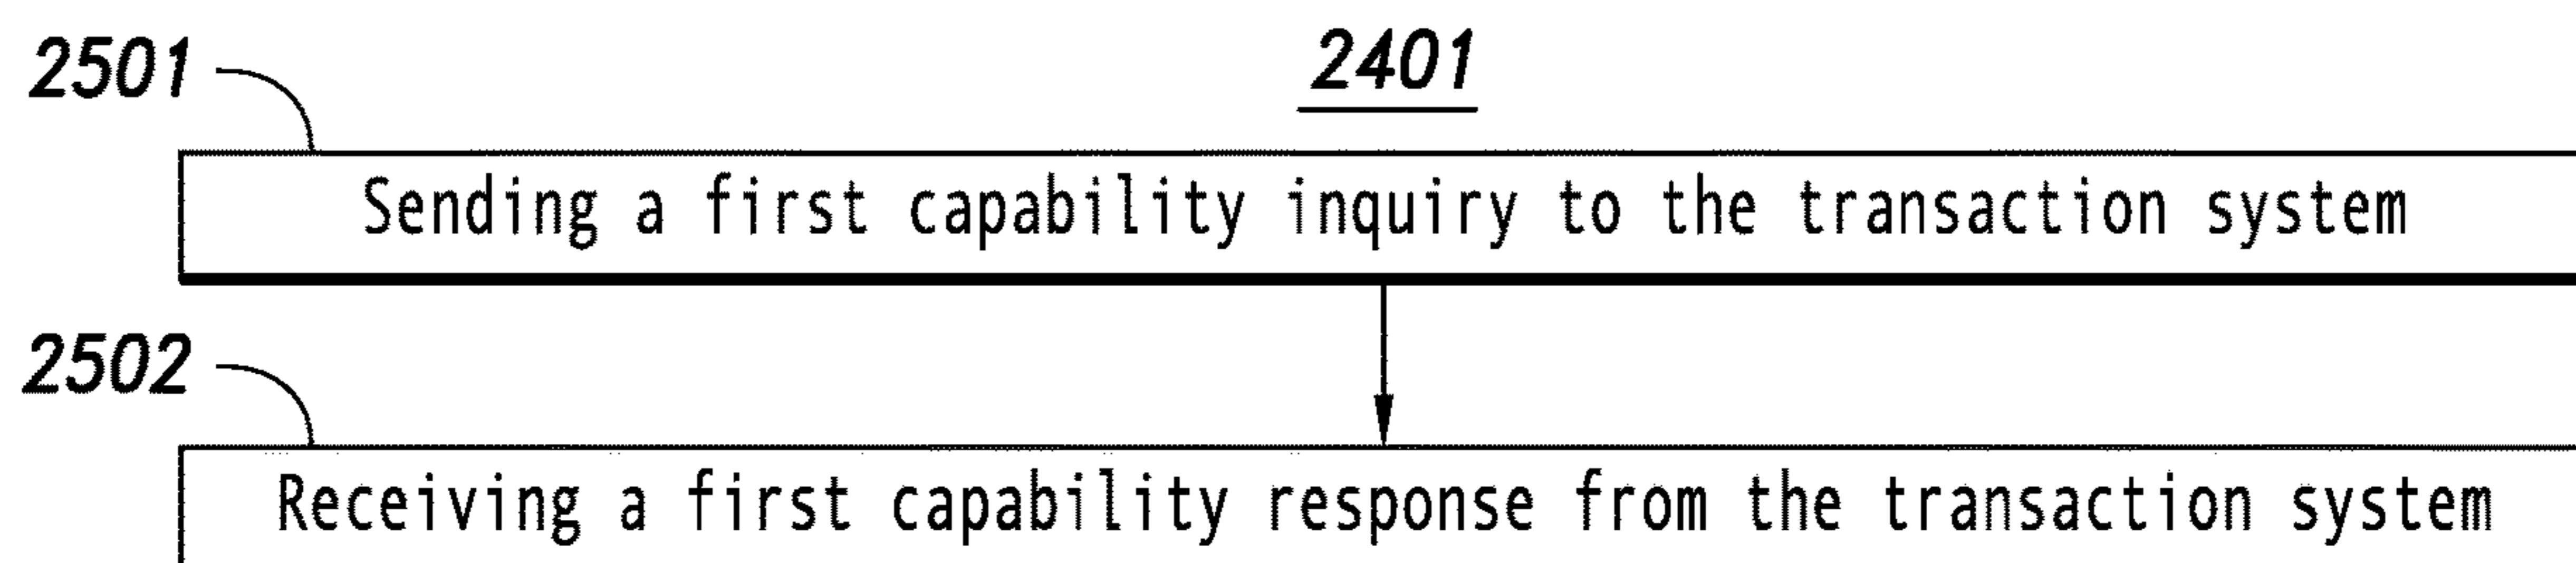 2501
2401
Sending a first capability inquiry to the transaction system
2502
Receiving a first capability response from the transaction system